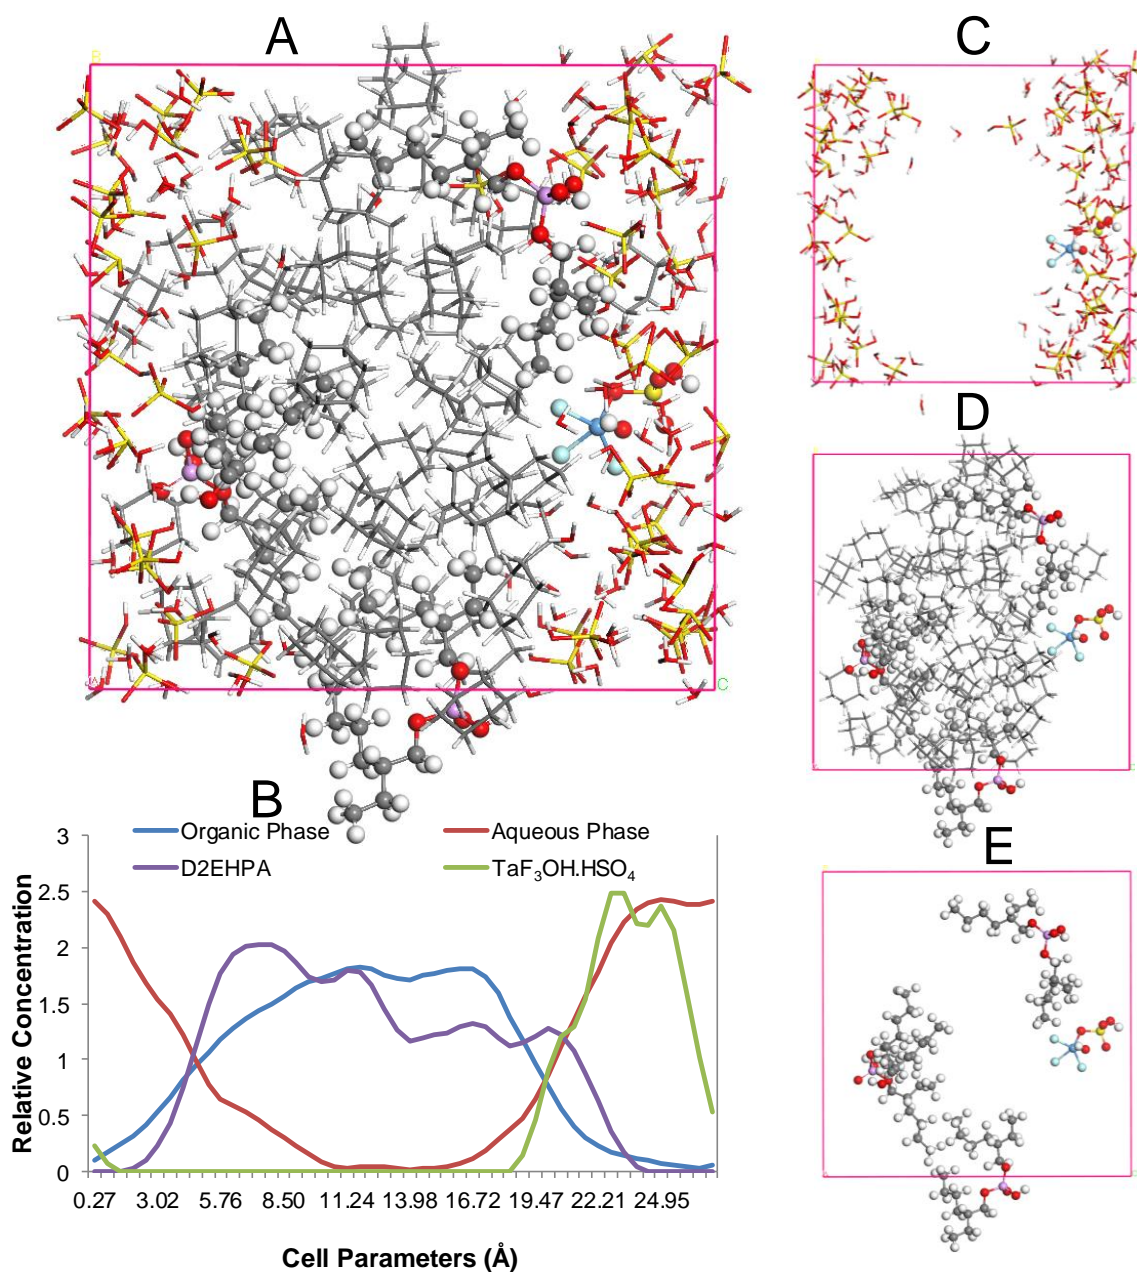 A
C
B
C
D
B
Organic Phase
Aqueous Phase
D2EHPA
TaF3OH.HSO4
E
3
2.5
2
1.5
1
0.5
0
Relative Concentration
0.27 3.02 5.76 8.50 11.24 13.98 16.72 19.47 22.21 24.95
Cell Parameters (Å)